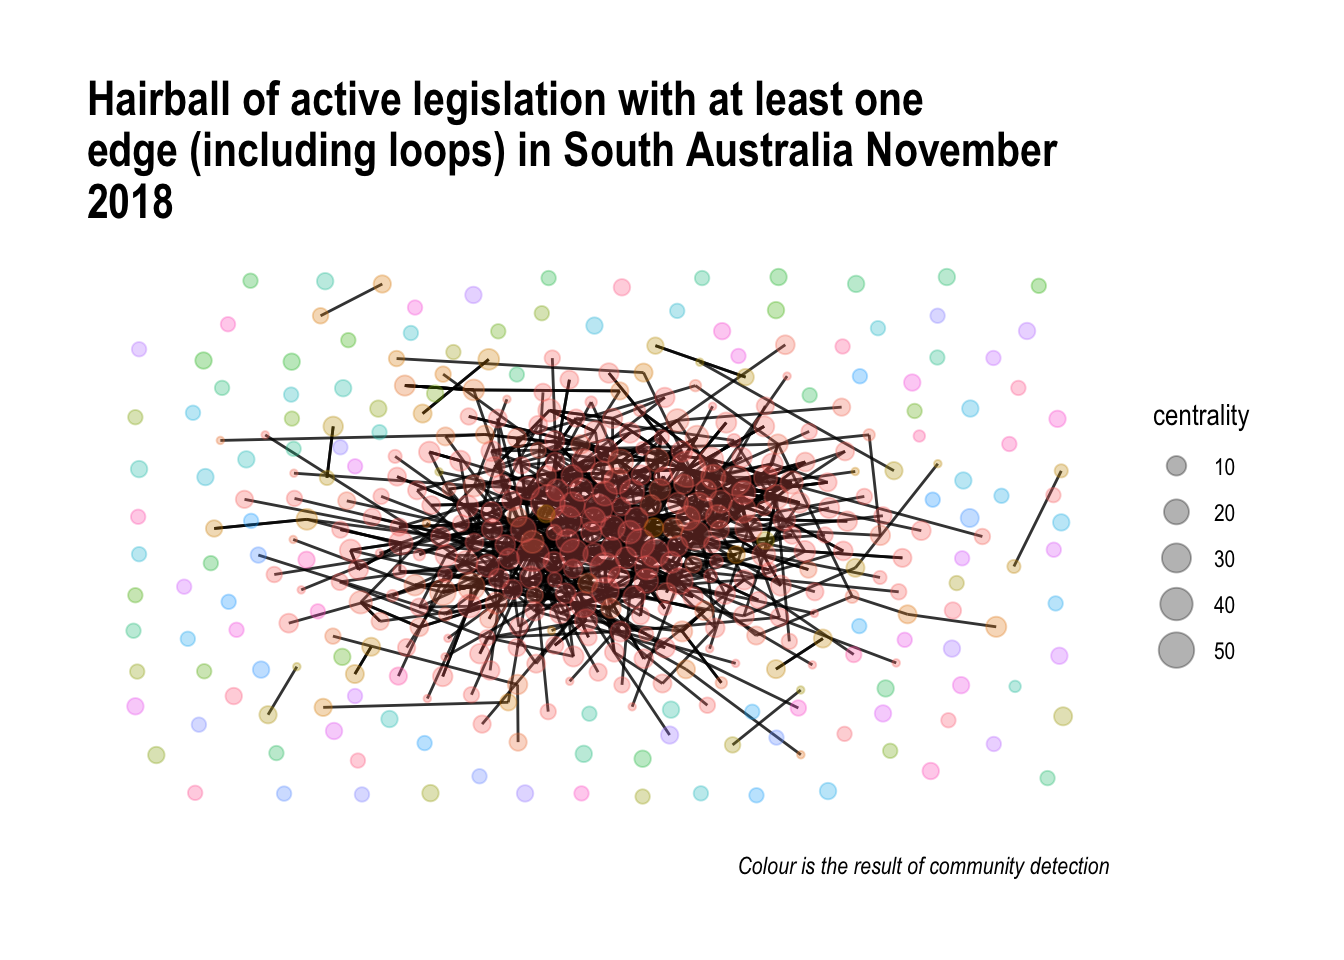 Hairball of active legislation with at least one
edge (including loops) in South Australia November
2018
centrality
10
20
30
40
50
Colour is the result of community detection